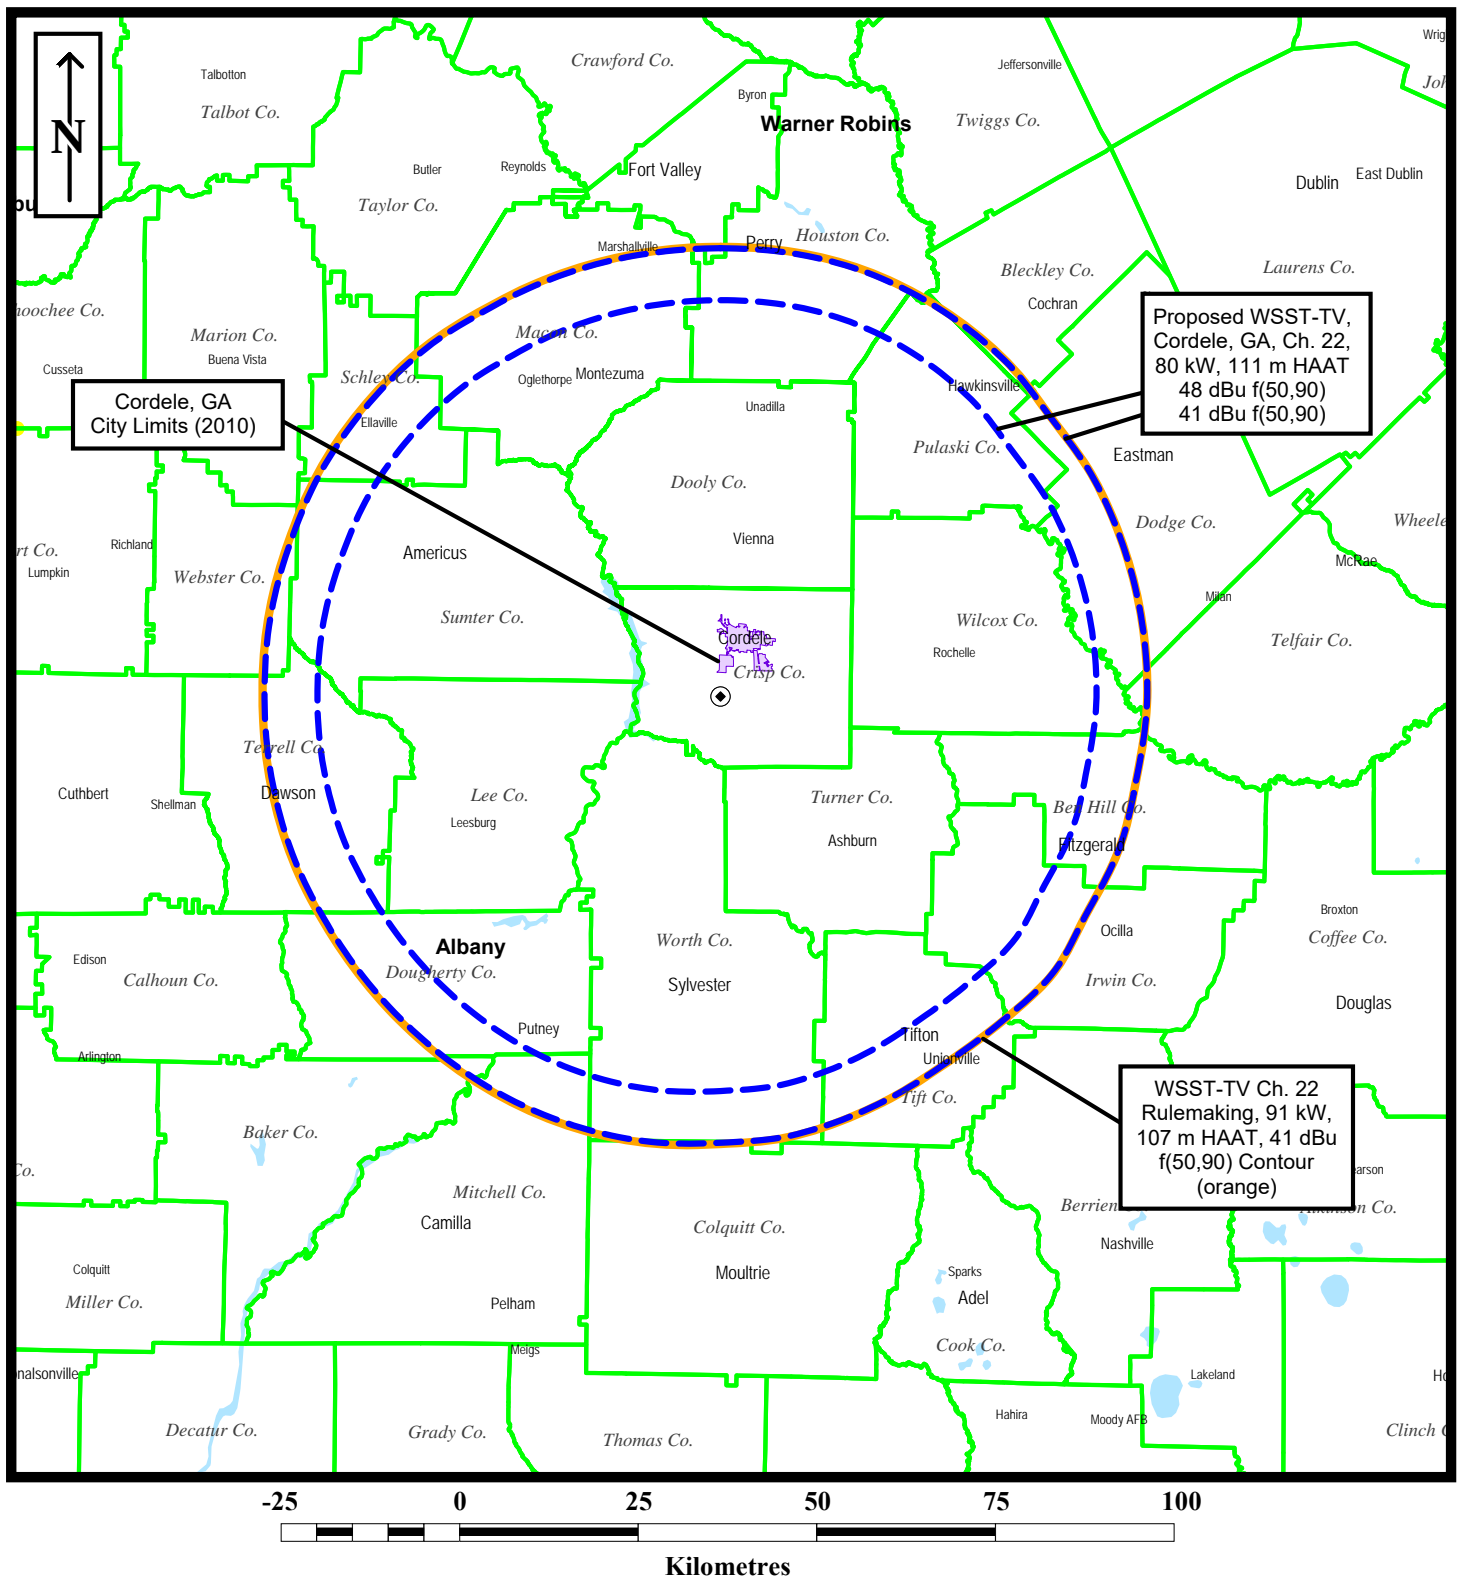 N
Talbotton
Talbot Co.
Crawford Co.
Byron
Warner Robins
Jeffersonville
Twiggs Co.
Butler
Reynolds
Fort Valley
Taylor Co.
Dublin
East Dublin
Marshallville
Perry
Houston Co.
Bleckley Co.
Cochran
Laurens Co.
Marion Co.
Buena Vista
Cusseta
Macon Co.
Schley Co.
Oglethorpe
Montezuma
Ellaville
Unadilla
Hawkinsville
Proposed WSST-TV,
Cordele, GA, Ch. 22,
80 kW, 111 m HAAT
48 dBu f(50,90)
41 dBu f(50,90)
Cordele, GA
City Limits (2010)
Pulaski Co.
Eastman
Dooly Co.
Dodge Co.
Vienna
Richland
Lumpkin
Webster Co.
Americus
McRae
Milan
Sumter Co.
Wilcox Co.
Telfair Co.
Cordele
Rochelle
Crisp Co.
Terrell Co.
Cuthbert
Shellman
Dawson
Lee Co.
Leesburg
Turner Co.
Ashburn
Ben Hill Co.
Fitzgerald
Broxton
Coffee Co.
Ocilla
Edison
Calhoun Co.
Albany
Dougherty Co.
Worth Co.
Sylvester
Irwin Co.
Douglas
Putney
Tifton
Unionville
Arlington
Tift Co.
WSST-TV Ch. 22
Rulemaking, 91 kW,
107 m HAAT, 41 dBu
f(50,90) Contour
(orange)
Baker Co.
Co.
Mitchell Co.
Camilla
Colquitt Co.
Berrien
Nashville
Moultrie
Colquitt
Miller Co.
Pelham
Sparks
Adel
Cook Co.
Meigs
Lakeland
Decatur Co.
Grady Co.
Thomas Co.
Hahira
Moody AFB
Clinch
-25 0 25 50 75 100
Kilometres